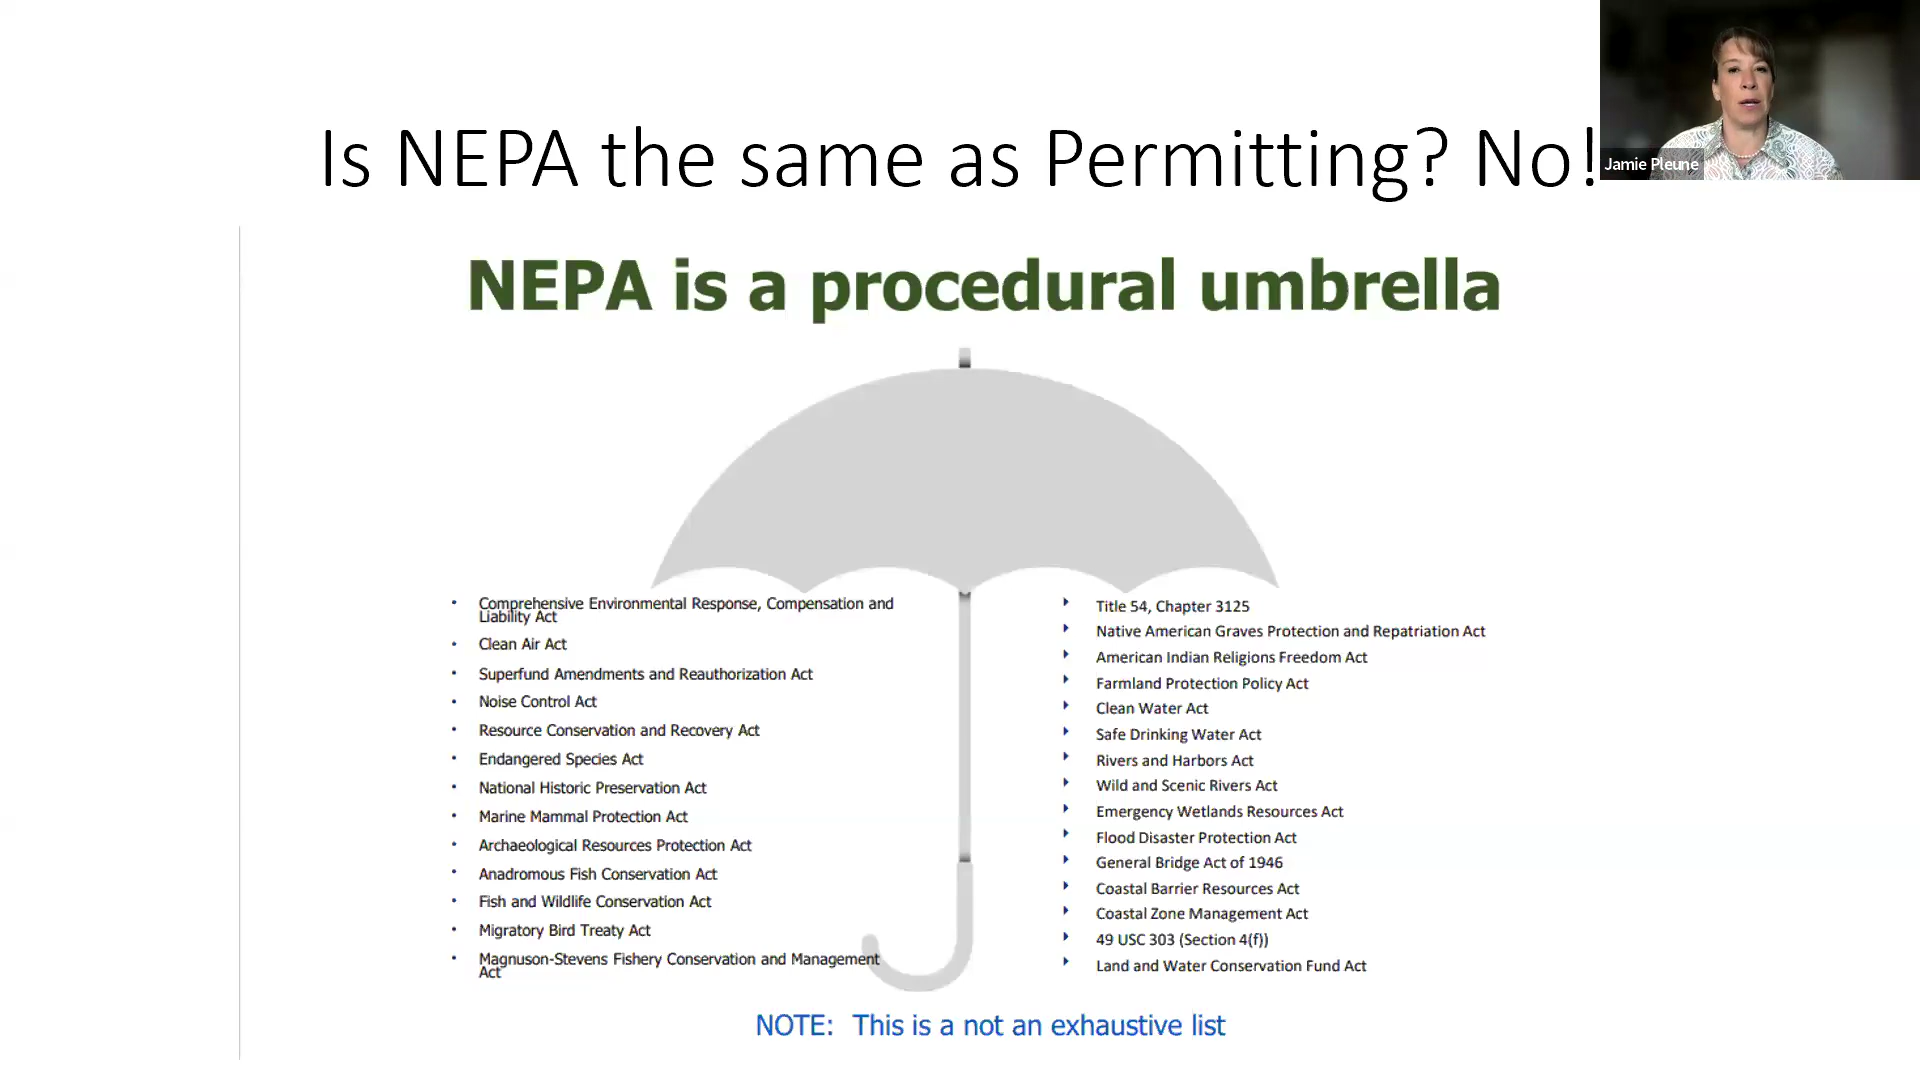 Is NEPA the same as Permitting? No!
Jamie Pleune
NEPA is a procedural umbrella
• Comprehensive Environmental Response, Compensation and
Liability Act
• Clean Air Act
• Superfund Amendments and Reauthorization Act
• Noise Control Act
• Resource Conservation and Recovery Act
• Endangered Species Act
• National Historic Preservation Act
• Marine Mammal Protection Act
• Archaeological Resources Protection Act
• Anadromous Fish Conservation Act
• Fish and Wildlife Conservation Act
• Migratory Bird Treaty Act
• Magnuson-Stevens Fishery Conservation and Management
Act
Title 54, Chapter 3125
Native American Graves Protection and Repatriation Act
American Indian Religions Freedom Act
Farmland Protection Policy Act
Clean Water Act
Safe Drinking Water Act
Rivers and Harbors Act
Wild and Scenic Rivers Act
Emergency Wetlands Resources Act
Flood Disaster Protection Act
General Bridge Act of 1946
Coastal Barrier Resources Act
Coastal Zone Management Act
49 USC 303 (Section 4(f))
Land and Water Conservation Fund Act
NOTE: This is a not an exhaustive list